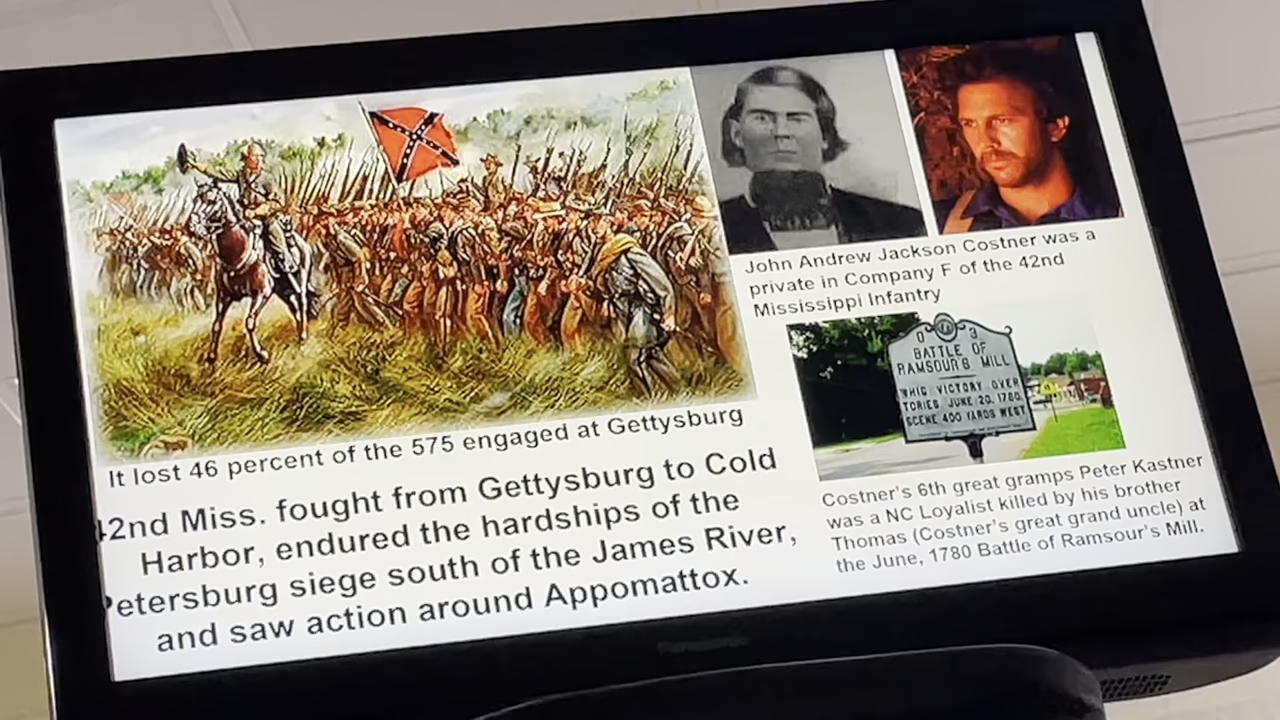 It lost 46 percent of the 575 engaged at Gettysburg
42nd Miss. fought from Gettysburg to Cold
Harbor, endured the hardships of the
Petersburg siege south of the James River,
and saw action around Appomattox.
John Andrew Jackson Costner was a
private in Company F of the 42nd
Mississippi Infantry
O 3
BATTLE OF
RAMSOUR'S MILL
WHIG VICTORY OVER
TORIES JUNE 20, 1780.
SCENE 400 YARDS WEST
Costner's 6th great gramps Peter Kastner
was a NC Loyalist killed by his brother
Thomas (Costner's great grand uncle) at
the June, 1780 Battle of Ramsour's Mill.
Panasonic